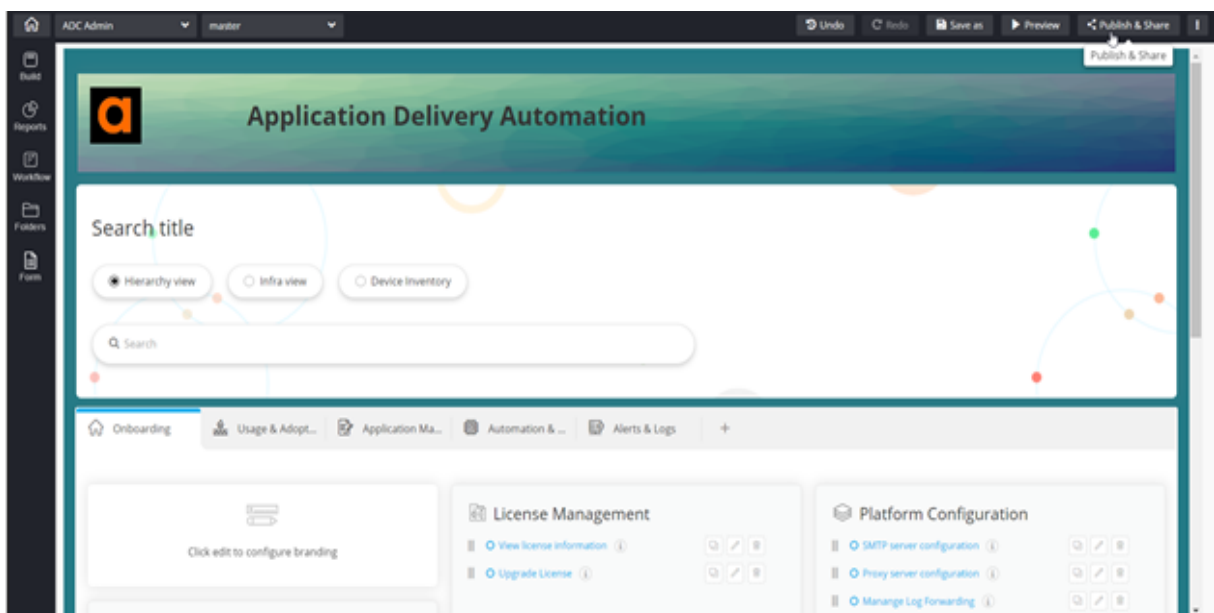 ADC Admin master Undo Redo Save as Preview Publish & Share
Publish & Share
Build
Reports
Workflow
Folders
Form
a Application Delivery Automation
Search title
Hierarchy view Infra view Device Inventory
Search
Onboarding Usage & Adopt... Application Ma... Automation & ... Alerts & Logs +
Click edit to configure branding
License Management
View license information
Upgrade License
Platform Configuration
SMTP server configuration
Proxy server configuration
Manange Log Forwarding